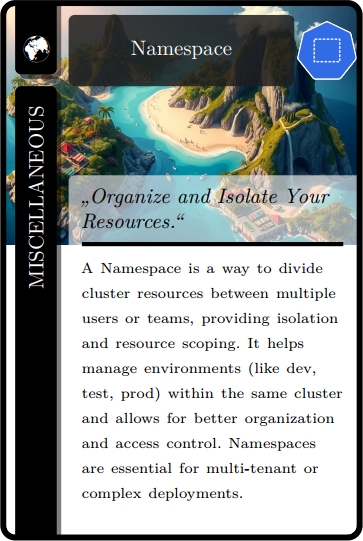 Namespace
MISCELLANEOUS
„Organize and Isolate Your
Resources.“
A Namespace is a way to divide
cluster resources between multiple
users or teams, providing isolation
and resource scoping. It helps
manage environments (like dev,
test, prod) within the same cluster
and allows for better organization
and access control. Namespaces
are essential for multi-tenant or
complex deployments.